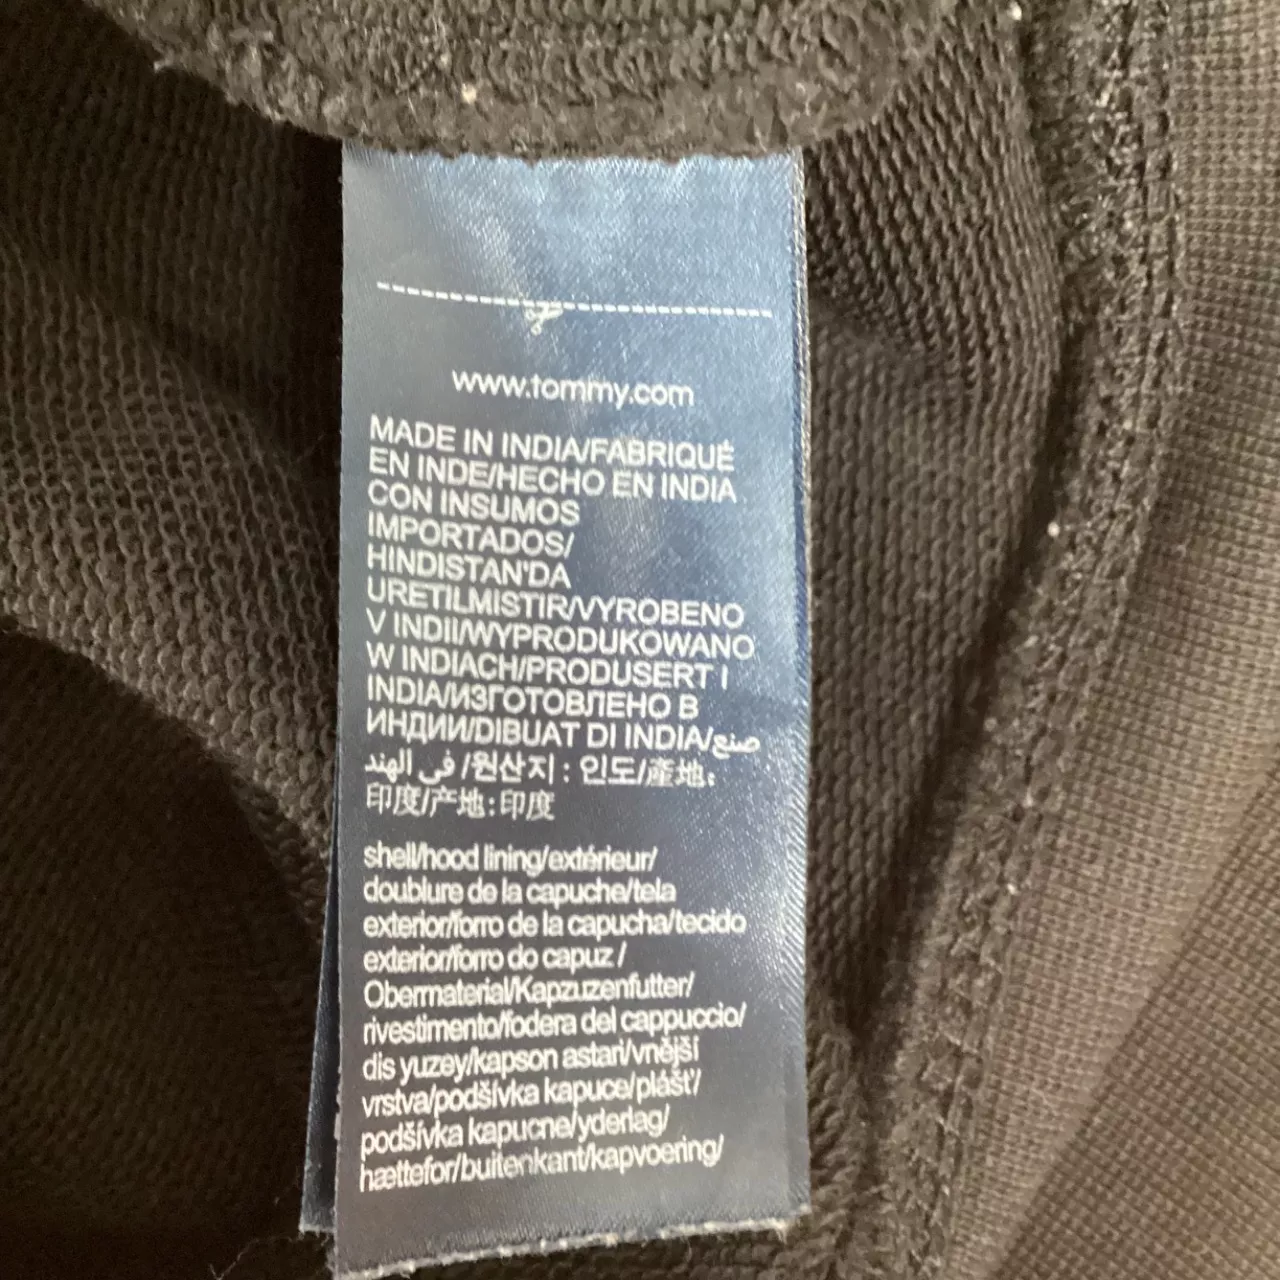 www.tommy.com
MADE IN INDIA/FABRIQUÉ
EN INDE/HECHO EN INDIA
CON INSUMOS
IMPORTADOS/
HINDISTAN'DA
URETILMISTIR/VYROBENO
V INDII/WYPRODUKOWANO
W INDIACH/PRODUSERT I
INDIA/ИЗГОТОВЛЕНО В
ИНДИИ/DIBUAT DI INDIA/صنع
في الهند/원산지 : 인도/產地:
印度/产地:印度
shell/hood lining/extérieur/
doublure de la capuche/tela
exterior/forro de la capucha/tecido
exterior/forro do capuz /
Obermaterial/Kapzuzenfutter/
rivestimento/fodera del cappuccio/
dis yuzey/kapson astari/vnější
vrstva/podšívka kapuce/plášť/
podšívka kapucne/yderlag/
hættefor/buitenkant/kapvoering/